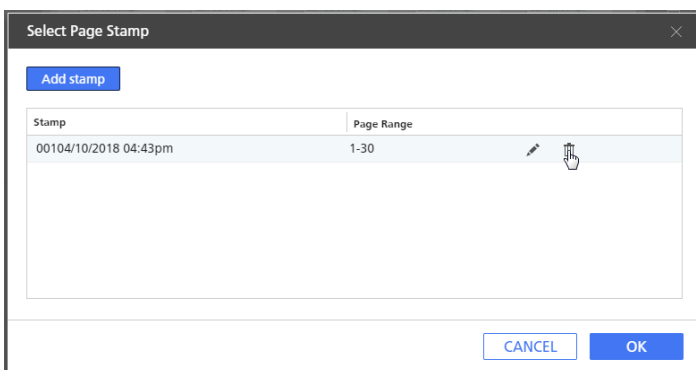 Select Page Stamp
Add stamp
Stamp Page Range
00104/10/2018 04:43pm 1-30
CANCEL OK